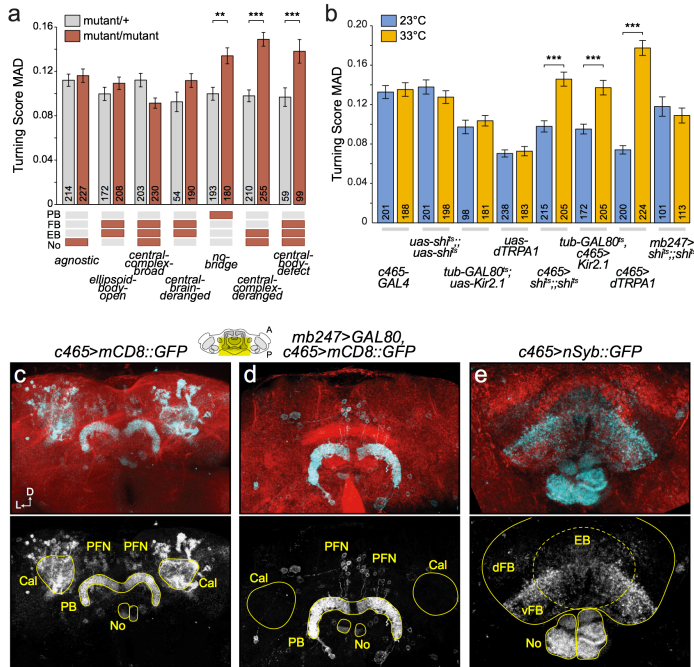 a
mutant/+
mutant/mutant
** *** ***
Turning Score MAD
0.16
0.12
0.08
0.04
0
214 227 172 208 203 230 54 190 193 180 210 255 59 99
PB
FB
EB
No
agnostic
ellipsoid-
body-
open
central-
complex-
broad
central-
brain-
deranged
no-
bridge
central-
complex-
deranged
central-
body-
defect
b
23°C
33°C
*** *** ***
Turning Score MAD
0.20
0.16
0.12
0.08
0.04
0
201 188 201 198 98 181 238 183 215 205 172 205 200 224 101 113
c465-
GAL4
uas-shits;;
uas-shits
tub-GAL80ts;
uas-Kir2.1
uas-
dTRPA1
c465>
shits;;shits
tub-GAL80ts,
c465>
Kir2.1
c465>
dTRPA1
mb247>
shits;;shits
c465>mCD8::GFP
A
P
mb247>GAL80,
c465>mCD8::GFP
c465>nSyb::GFP
c
D
L
d
e
PFN PFN
Cal Cal
PB
No
PFN
PFN
Cal Cal
PB
No
EB
dFB
vFB
No